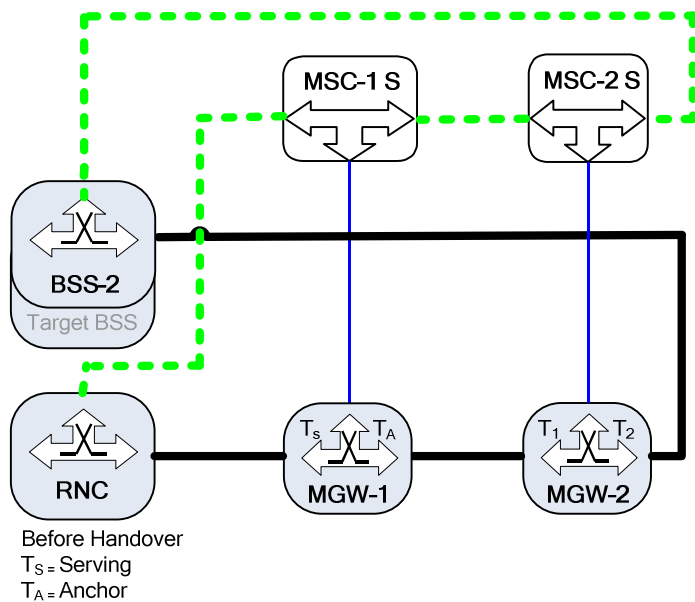 MSC-1 S
MSC-2 S
BSS-2
Target BSS
RNC
Ts TA
MGW-1
T1 T2
MGW-2
Before Handover
TS = Serving
TA = Anchor